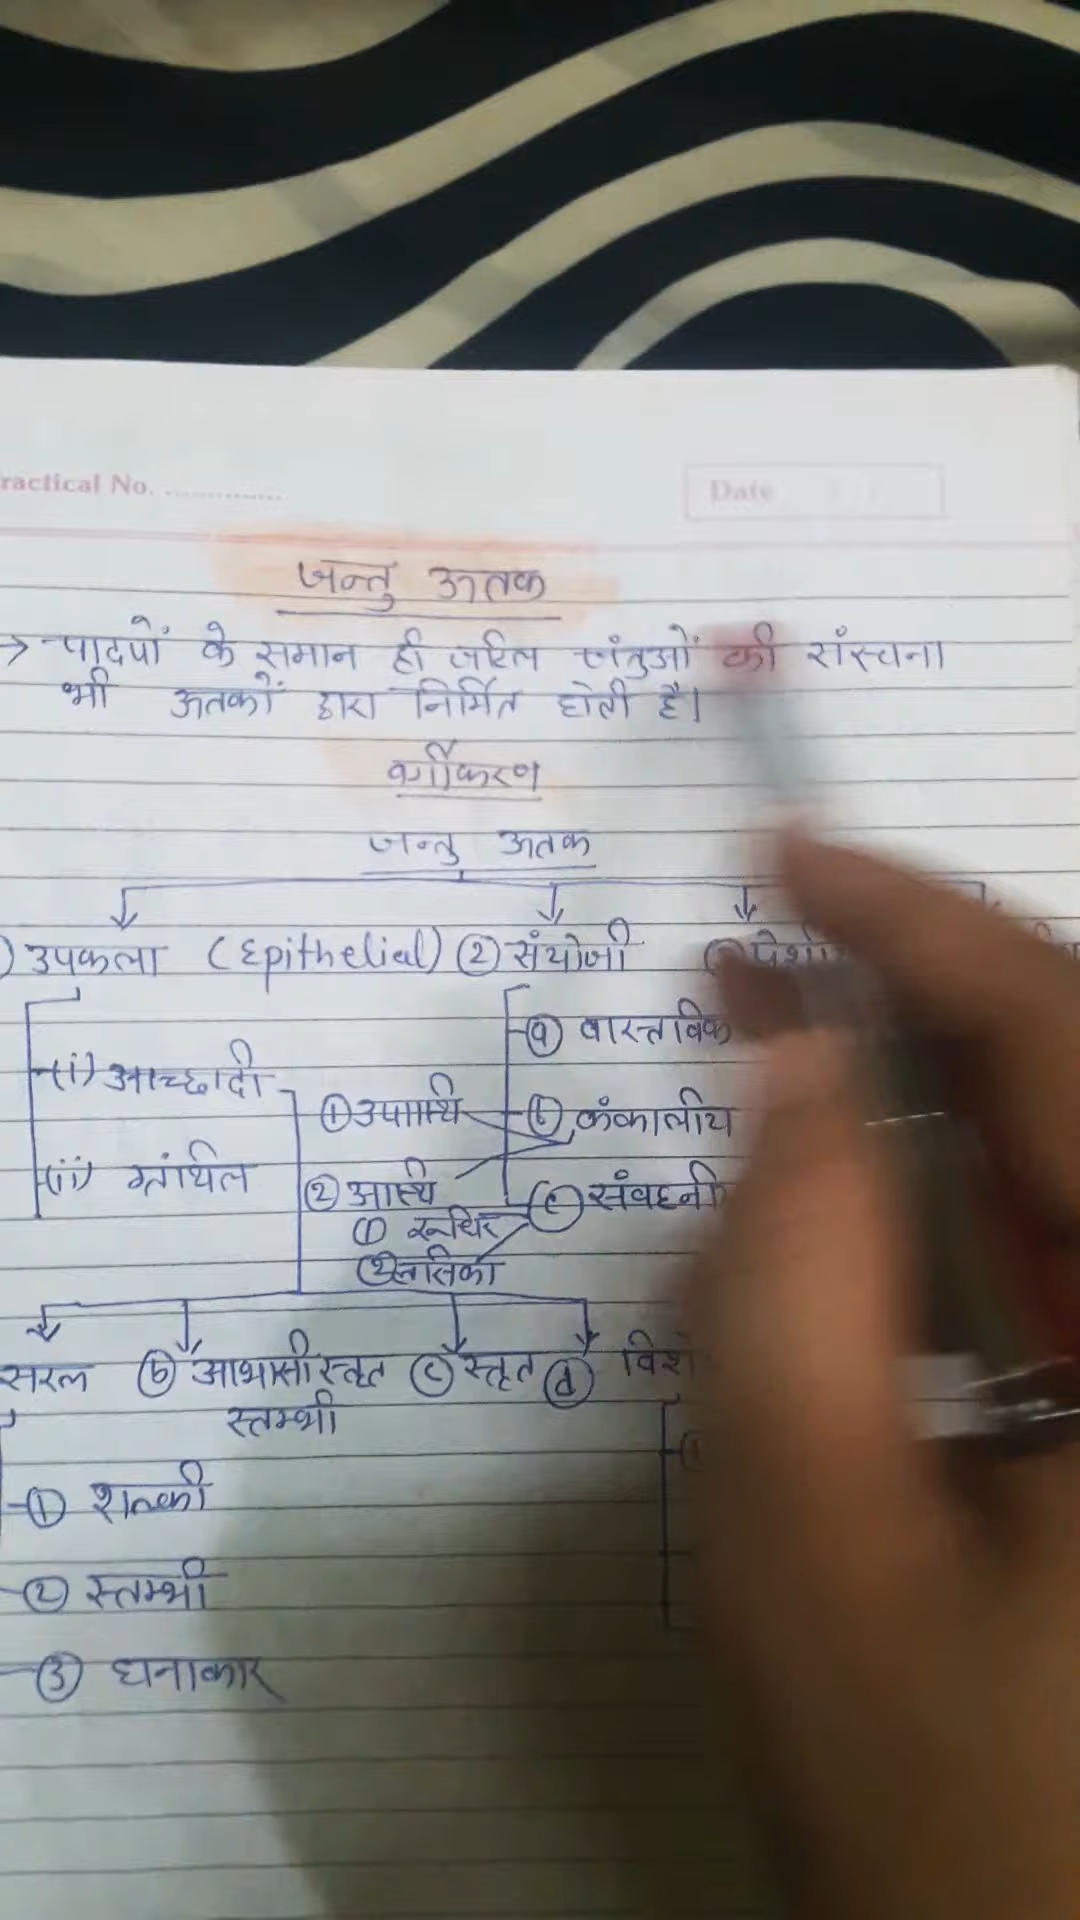 ractical No. ..............
Date
जन्तु ऊतक
→ पादपों के समान ही जटिल जंतुओं की संरचना
भी ऊतकों द्वारा निर्मित होती है।
वर्गीकरण
जन्तु ऊतक
उपकला (Epithelial) ② संयोजी
ⓐ वास्तविक
(i) आच्छादी
① उपास्थि ⓑ कंकालीय
(ii) ग्रंथिल
② अस्थि ⓒ संवहनी
① रूधिर
② लसिका
सरल ⓑ आभासीस्तृत ⓒ स्तृत ⓓ
स्तम्भी
① शल्की
② स्तम्भी
③ घनाकार